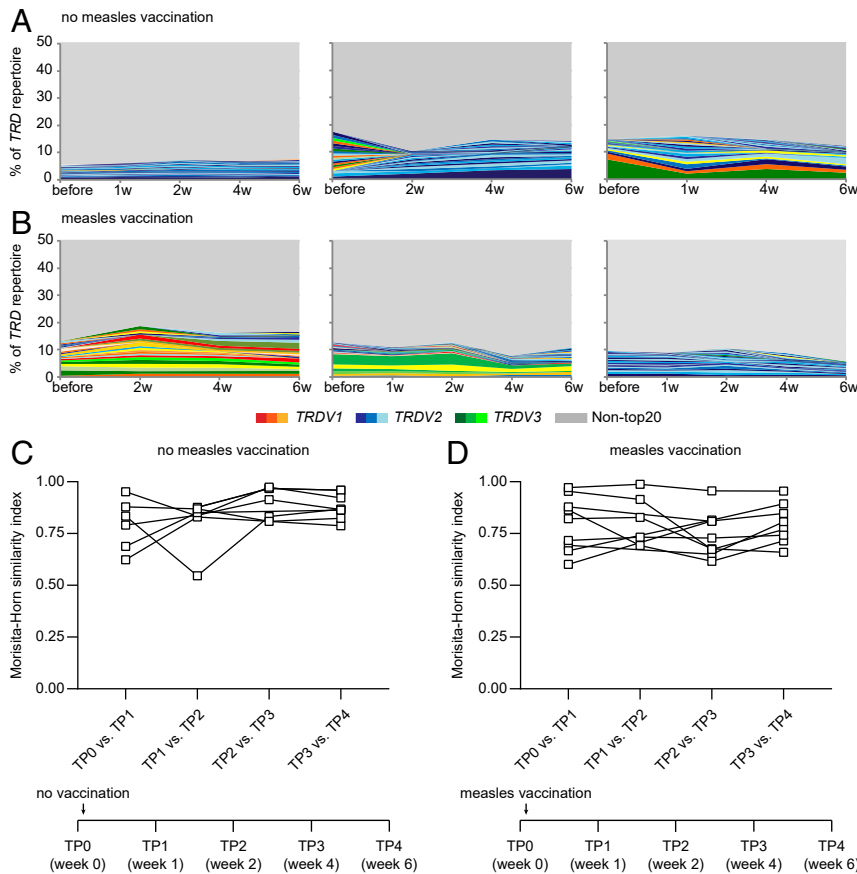 A
no measles vaccination
% of TRD repertoire
50
40
30
20
10
0
before 1w 2w 4w 6w
before 2w 4w 6w
before 1w 4w 6w
B
measles vaccination
% of TRD repertoire
50
40
30
20
10
0
before 2w 4w 6w
before 1w 2w 4w 6w
before 1w 2w 4w 6w
TRDV1 TRDV2 TRDV3 Non-top20
C
no measles vaccination
Morisita-Horn similarity index
1.00
0.75
0.50
0.25
0.00
TP0 vs. TP1
TP1 vs. TP2
TP2 vs. TP3
TP3 vs. TP4
no vaccination
TP0 TP1 TP2 TP3 TP4
(week 0) (week 1) (week 2) (week 4) (week 6)
D
measles vaccination
Morisita-Horn similarity index
1.00
0.75
0.50
0.25
0.00
TP0 vs. TP1
TP1 vs. TP2
TP2 vs. TP3
TP3 vs. TP4
measles vaccination
TP0 TP1 TP2 TP3 TP4
(week 0) (week 1) (week 2) (week 4) (week 6)